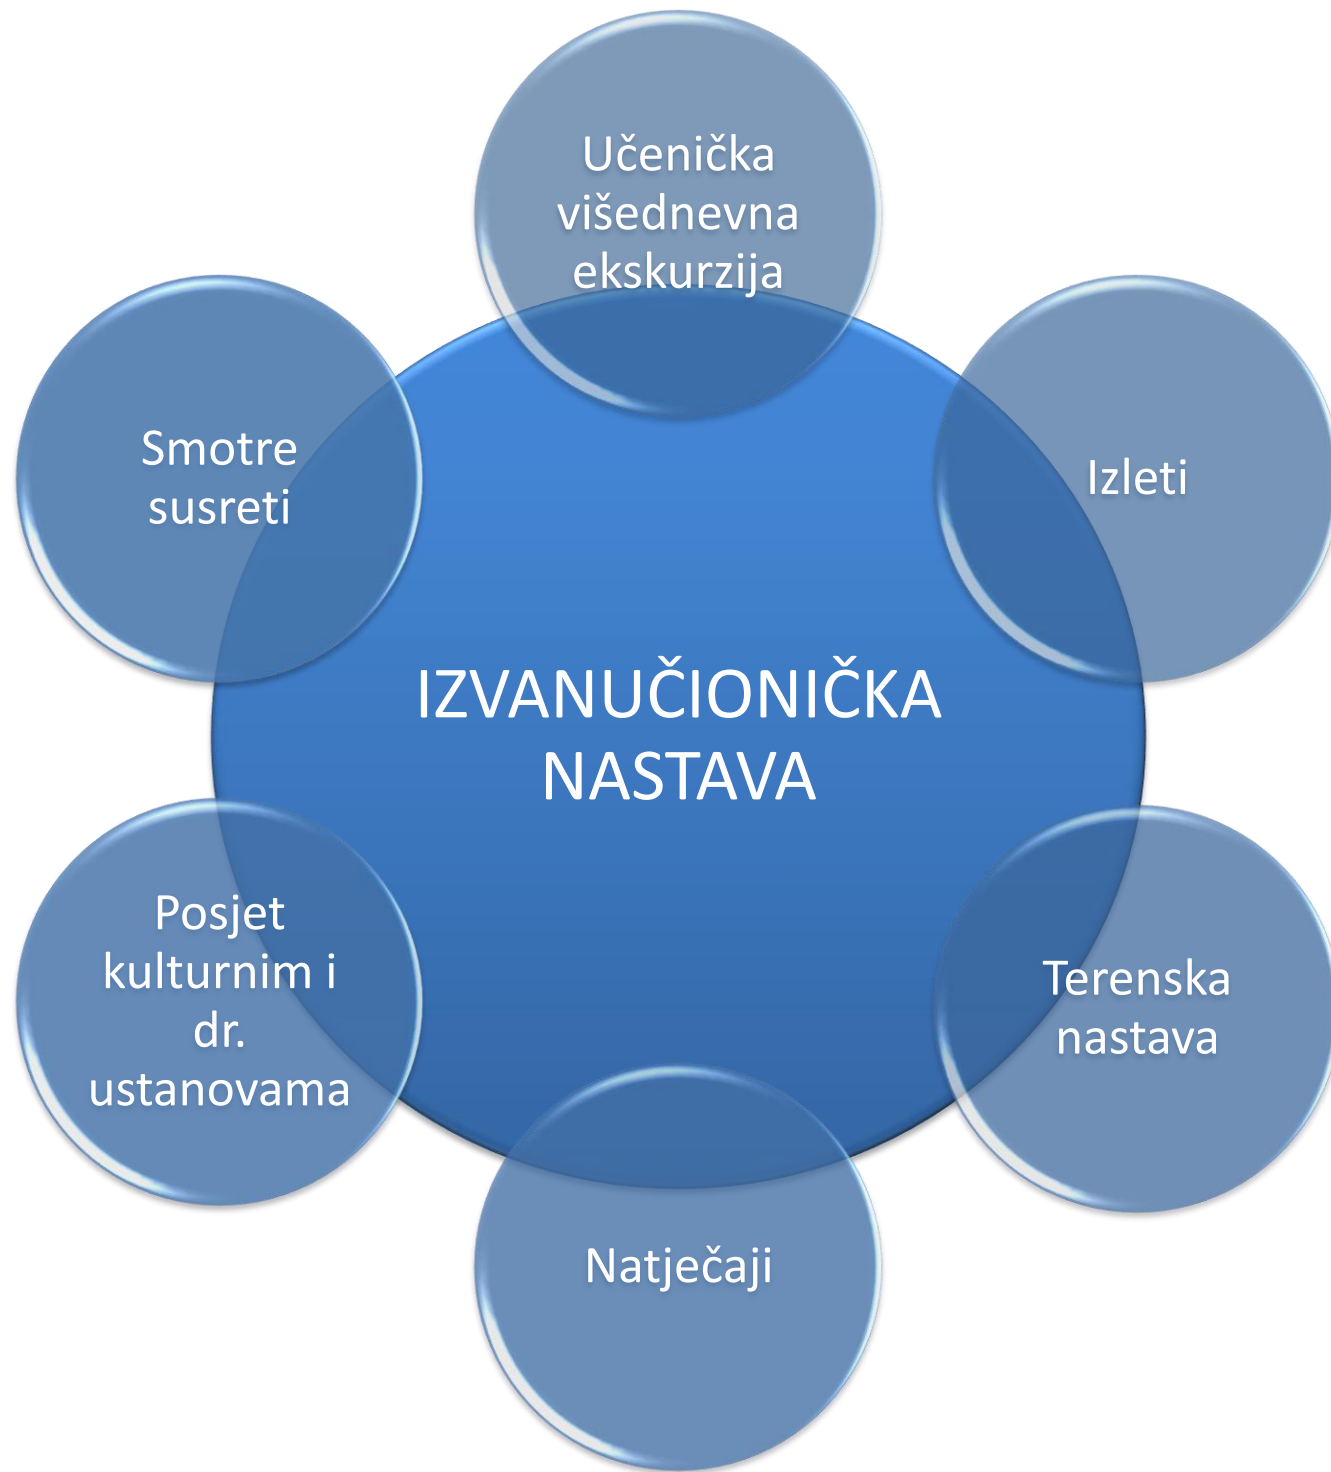 Učenička
višednevna
ekskurzija
Izleti
Terenska
nastava
Natječaji
Posjet
kulturnim i
dr.
ustanovama
Smotre
susreti
IZVANUČIONIČKA
NASTAVA